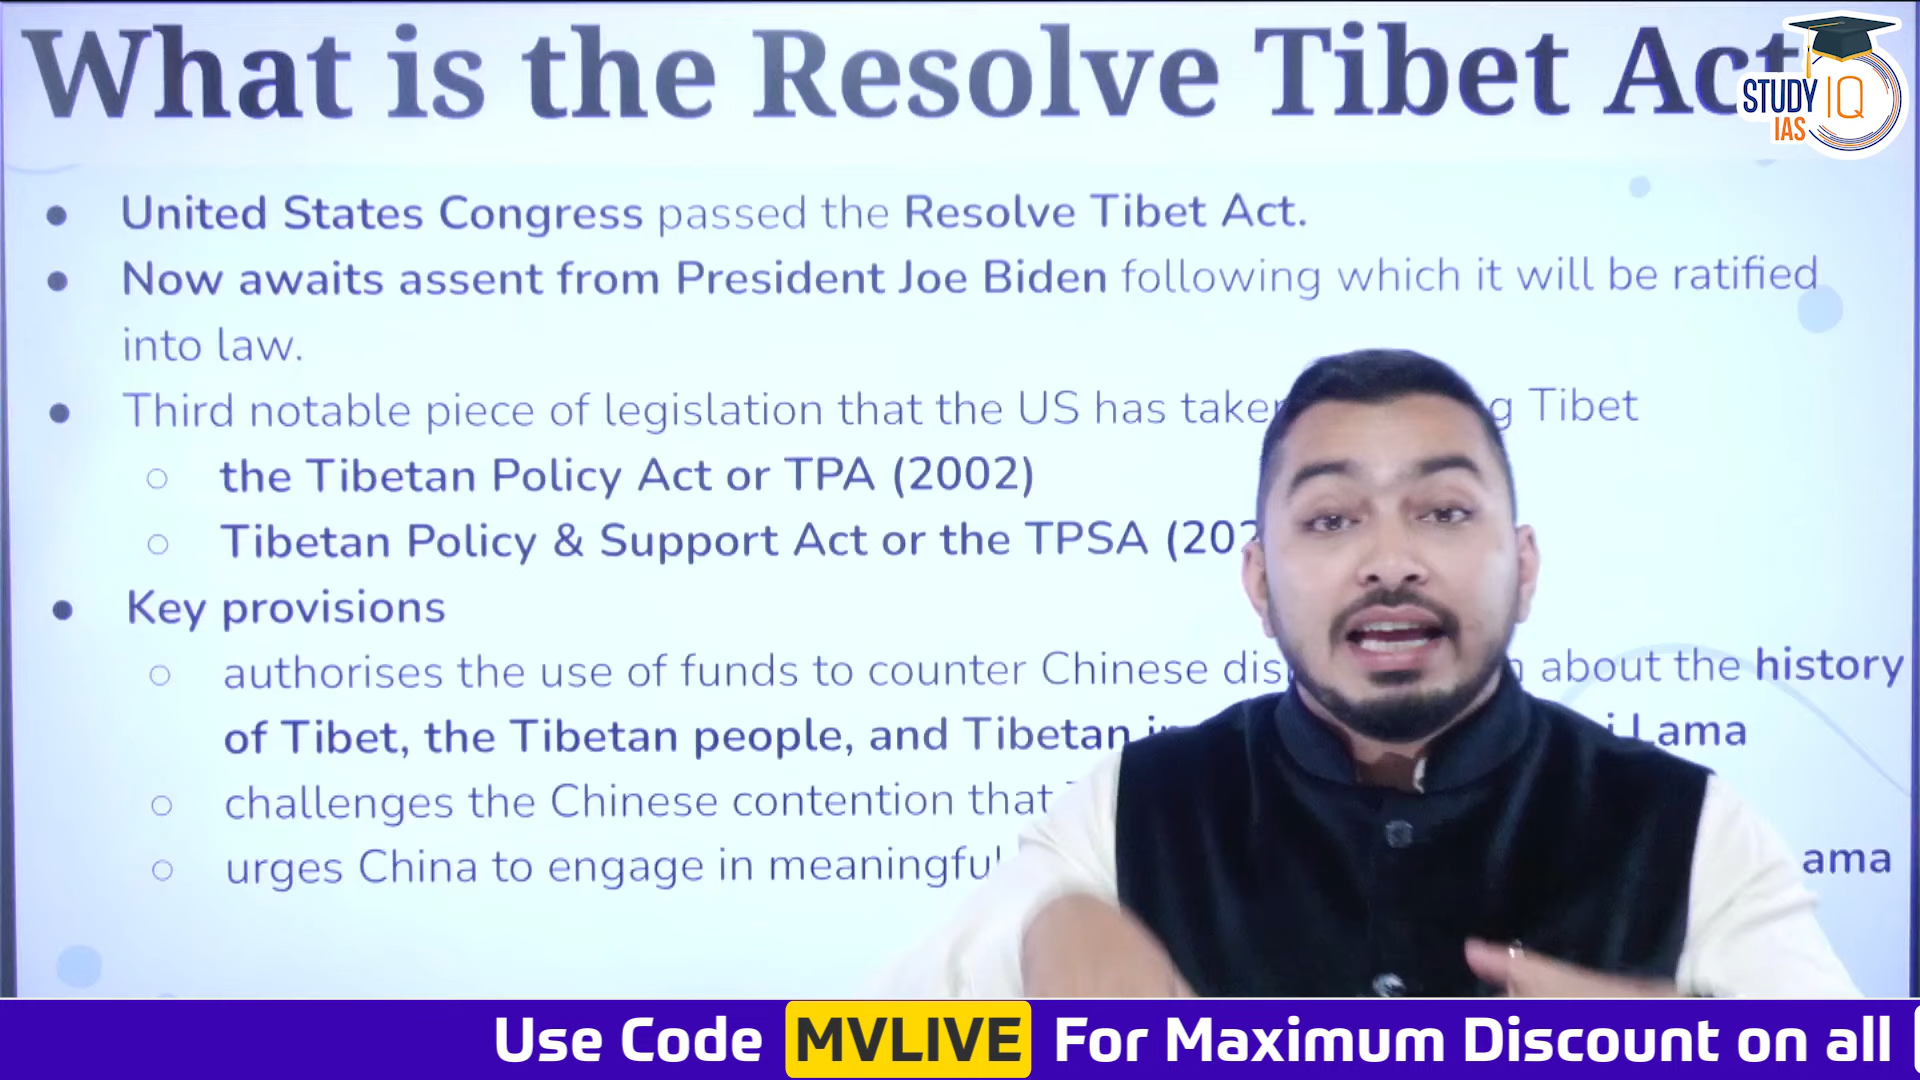 What is the Resolve Tibet Act
STUDY IQ
IAS
● United States Congress passed the Resolve Tibet Act.
● Now awaits assent from President Joe Biden following which it will be ratified
into law.
● Third notable piece of legislation that the US has Tibet
○ the Tibetan Policy Act or TPA (2002)
○ Tibetan Policy & Support Act or the TPSA
● Key provisions
○ authorises the use of funds to counter Chinese about the history
of Tibet, the Tibetan people, and Tibetan Lama
○ challenges the Chinese contention that
○ urges China to engage in
Use Code MVLIVE For Maximum Discount on all